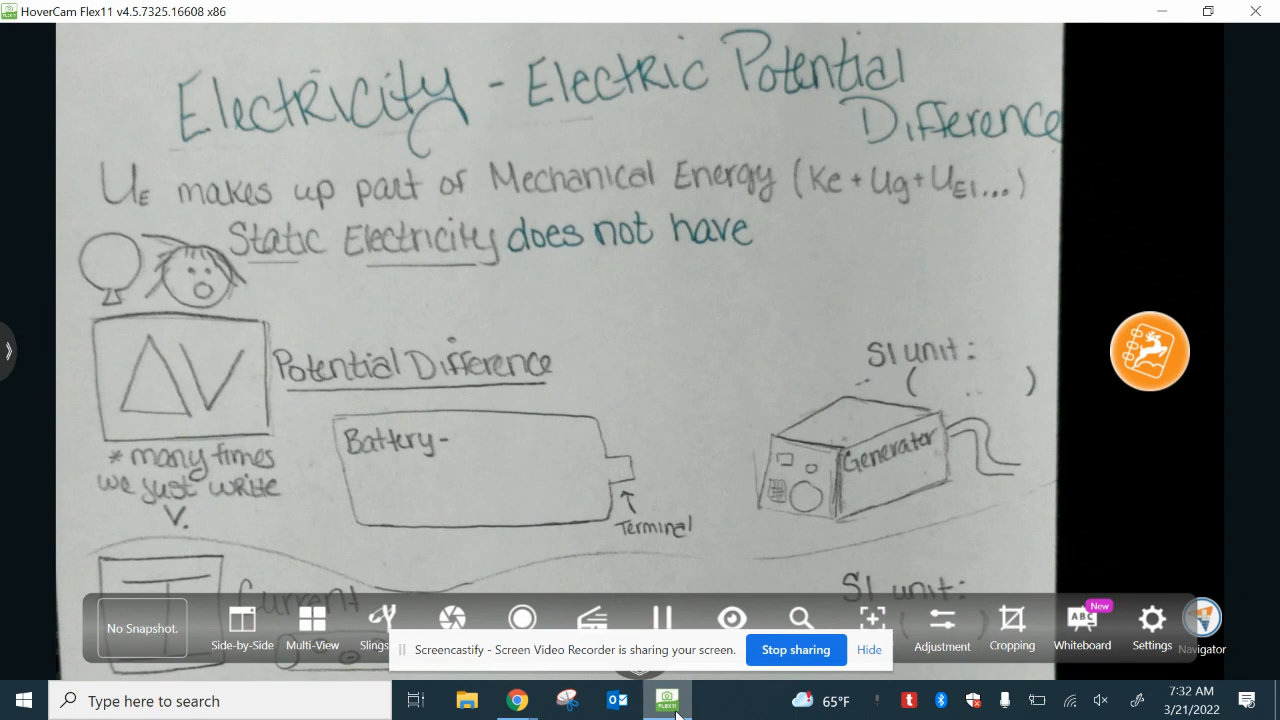 HoverCam Flex11 v4.5.7325.16608 x86
Electricity - Electric Potential
Difference
UE makes up part of Mechanical Energy (Ke + Ug + UEl...)
Static Electricity does not have
ΔV
Potential Difference
SI unit:
( .. )
Battery-
Generator
* many times
we just write
V.
Terminal
I
Current
SI unit:
( )
No Snapshot.
Side-by-Side
Multi-View
Slings
Adjustment
Cropping
ABC
New
Whiteboard
Settings
Navigator
Screencastify - Screen Video Recorder is sharing your screen.
Stop sharing
Hide
Type here to search
FLEX11
65°F
7:32 AM
3/21/2022